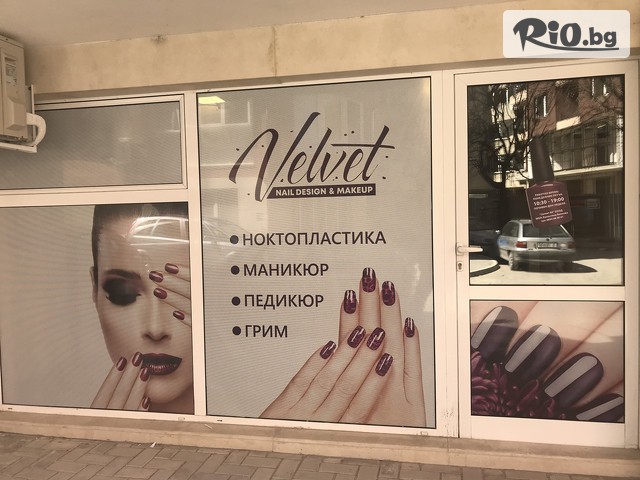 RiO.bg
Velvet
NAIL DESIGN & MAKEUP
● НОКТОПЛАСТИКА
● МАНИКЮР
● ПЕДИКЮР
● ГРИМ
10:30 - 19:00